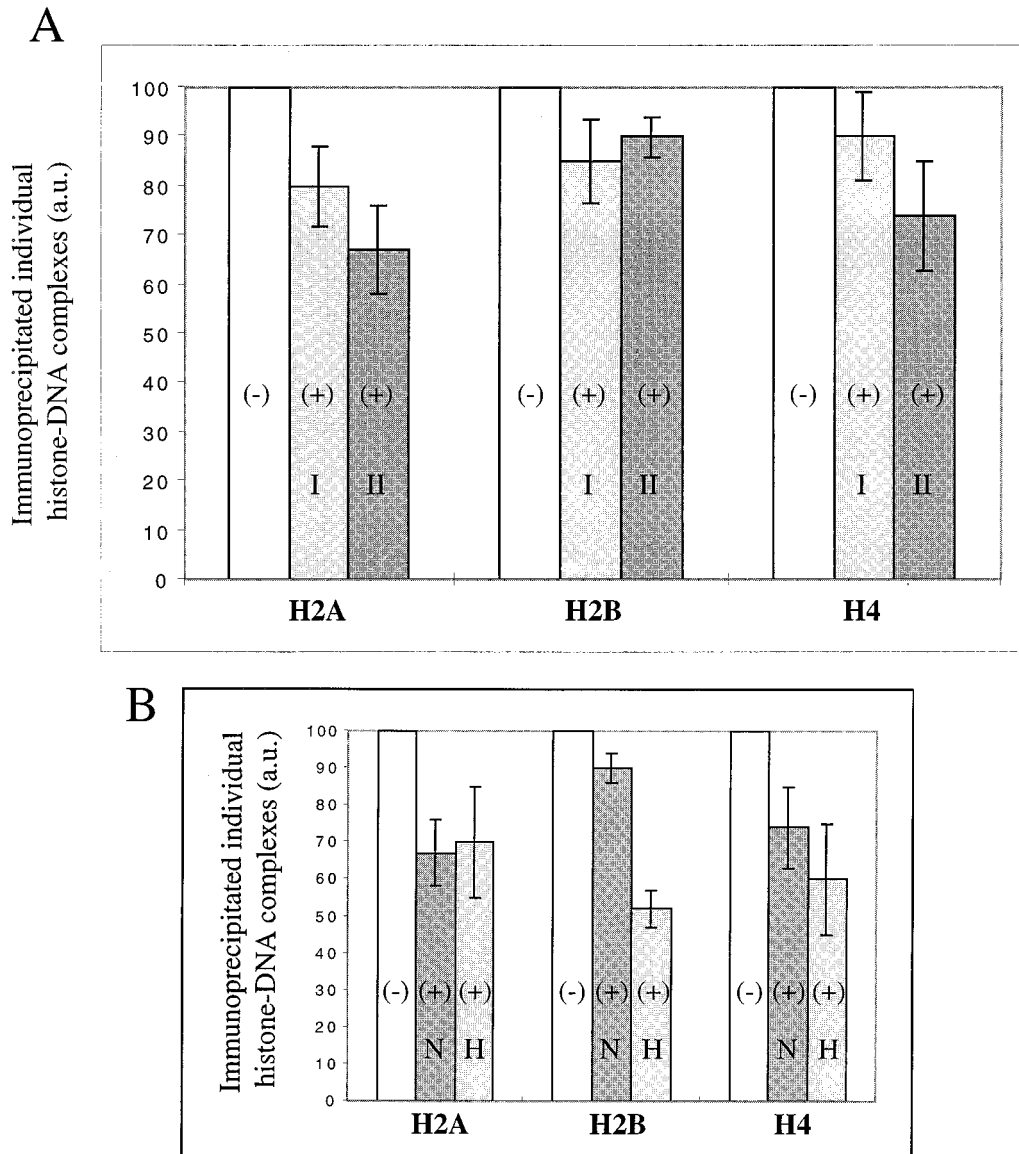 A
Immunoprecipitated individual
histone-DNA complexes (a.u.)
100
90
80
70
60
50
40
30
20
10
0
(-) (+) (+) (-) (+) (+) (-) (+) (+)
I II I II I II
H2A H2B H4
B
Immunoprecipitated individual
histone-DNA complexes (a.u.)
100
90
80
70
60
50
40
30
20
10
0
(-) (+) (+) (-) (+) (+) (-) (+) (+)
N H N H N H
H2A H2B H4